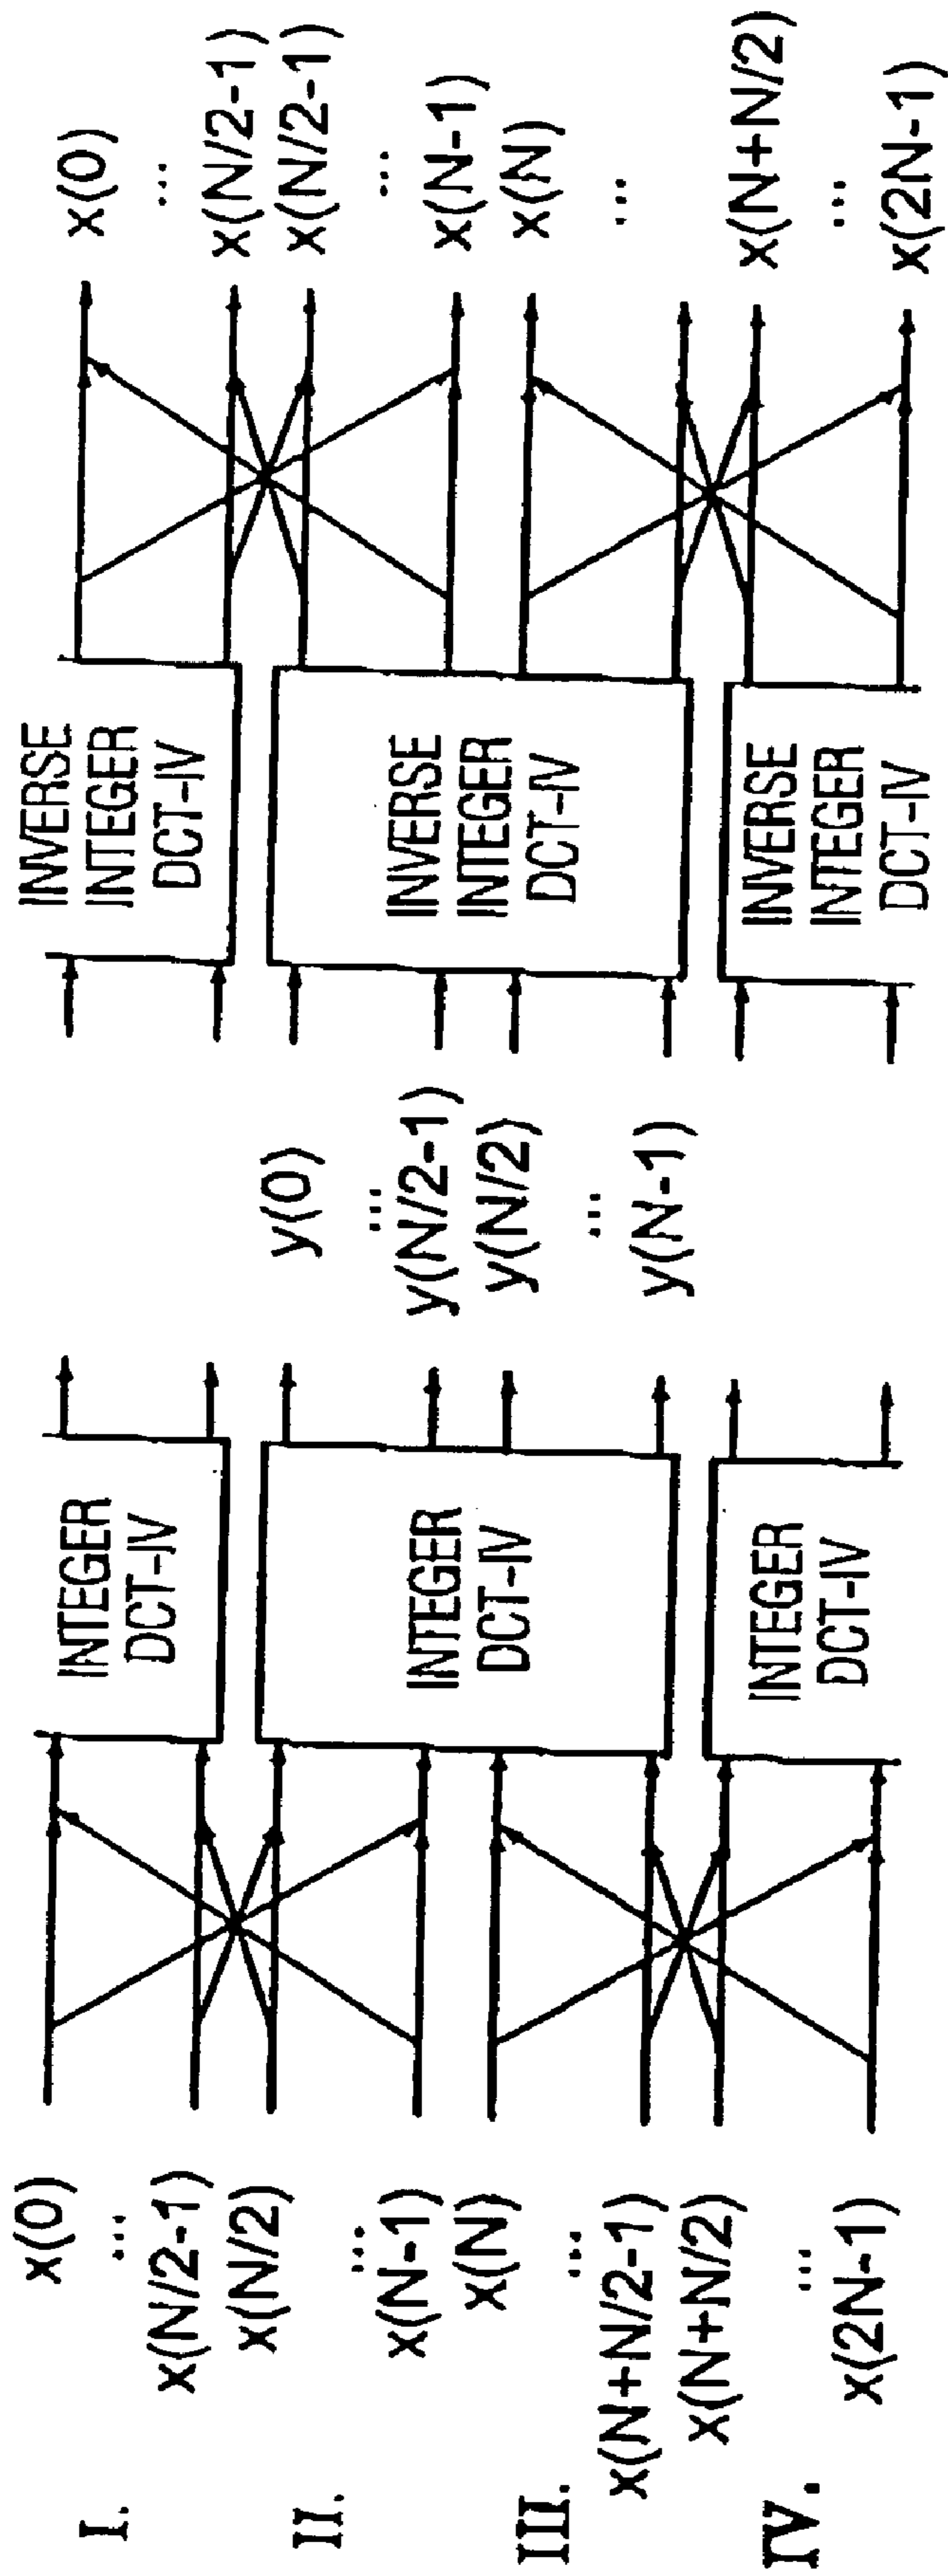 I.
II.
III.
IV.
x(0)
...
x(N/2-1)
x(N/2)
...
x(N-1)
x(N)
...
x(N+N/2-1)
x(N+N/2)
...
x(2N-1)
INTEGER
DCT-IV
INTEGER
DCT-IV
INTEGER
DCT-IV
y(0)
...
y(N/2-1)
y(N/2)
...
y(N-1)
INVERSE
INTEGER
DCT-IV
INVERSE
INTEGER
DCT-IV
INVERSE
INTEGER
DCT-IV
x(0)
...
x(N/2-1)
x(N/2-1)
...
x(N-1)
x(N)
...
x(N+N/2)
...
x(2N-1)